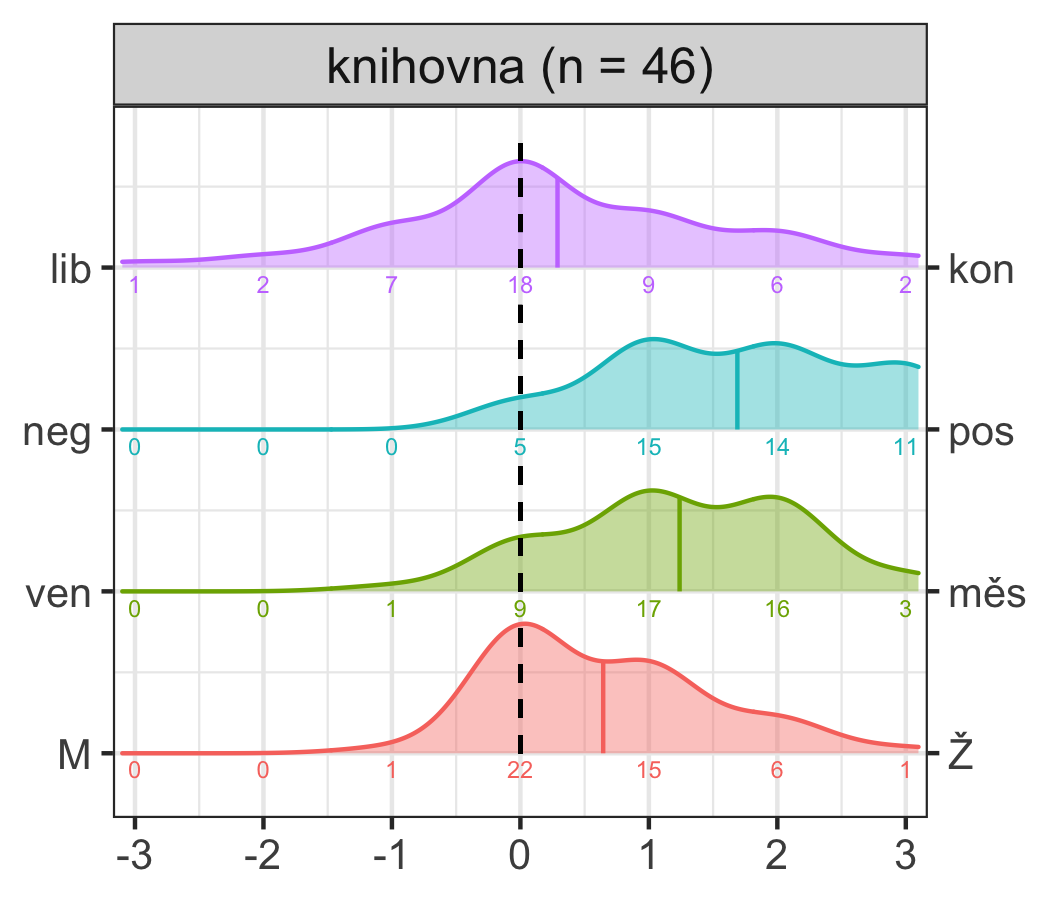 knihovna (n = 46)
lib kon
1 2 7 18 9 6 2
neg pos
0 0 0 5 15 14 11
ven měs
0 0 1 9 17 16 3
M Ž
0 0 1 22 15 6 1
-3 -2 -1 0 1 2 3